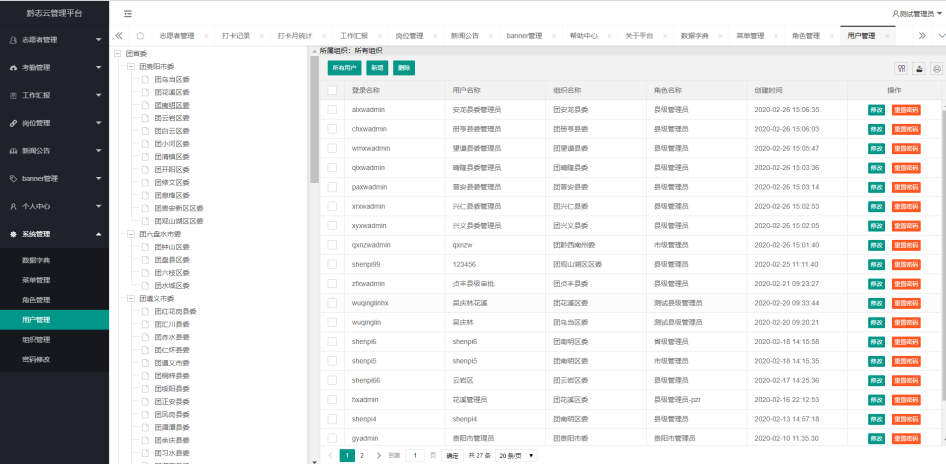 黔志云管理平台
测试管理员
志愿者管理
考勤管理
工作汇报
岗位管理
新闻公告
banner管理
个人中心
系统管理
数据字典
菜单管理
角色管理
用户管理
组织管理
密码修改
志愿者管理 打卡记录 打卡月统计 工作汇报 岗位管理 新闻公告 banner管理 帮助中心 关于平台 数据字典 菜单管理 角色管理 用户管理
团省委
团贵阳市委
团乌当区委
团花溪区委
团南明区委
团云岩区委
团白云区委
团小河区委
团清镇区委
团开阳区委
团修文区委
团息烽区委
团贵安新区区委
团观山湖区区委
团六盘水市委
团钟山区委
团盘县区委
团六枝区委
团水城区委
团遵义市委
团红花岗县委
团汇川县委
团赤水县委
团仁怀县委
团遵义市委
团桐梓县委
团绥阳县委
团正安县委
团凤岗县委
团湄潭县委
团余庆县委
团习水县委
所属组织: 所有组织
所有用户 新增 删除
登录名称 用户名称 组织名称 角色名称 创建时间 操作
alxwadmin 安龙县委管理员 团安龙县委 县级管理员 2020-02-26 15:06:35 修改 重置密码
chxwadmin 册亨县委管理员 团册亨县委 县级管理员 2020-02-26 15:06:03 修改 重置密码
wmxwadmin 望谟县委管理员 团望谟县委 县级管理员 2020-02-26 15:05:47 修改 重置密码
qlxwadmin 晴隆县委管理员 团晴隆县委 县级管理员 2020-02-26 15:03:36 修改 重置密码
paxwadmin 普安县委管理员 团普安县委 县级管理员 2020-02-26 15:03:14 修改 重置密码
xrxwadmin 兴仁县委管理员 团兴仁县委 县级管理员 2020-02-26 15:02:53 修改 重置密码
xyxwadmin 兴义县委管理员 团兴义县委 县级管理员 2020-02-26 15:02:05 修改 重置密码
qxnzwadmin qxnzw 团黔西南州委 市级管理员 2020-02-26 15:01:40 修改 重置密码
shenpi99 123456 团观山湖区区委 县级管理员 2020-02-25 11:11:40 修改 重置密码
zfxwadmin 贞丰县级审批 团贞丰县委 县级管理员 2020-02-21 09:23:27 修改 重置密码
wuqinglinhx 吴庆林花溪 团花溪区委 测试县级管理员 2020-02-20 09:33:44 修改 重置密码
wuqinglin 吴庆林 团乌当区委 测试县级管理员 2020-02-20 09:20:21 修改 重置密码
shenpi6 shenpi6 团南明区委 省级管理员 2020-02-18 14:15:58 修改 重置密码
shenpi5 shenpi5 团南明区委 市级管理员 2020-02-18 14:15:35 修改 重置密码
shenpi66 云岩区 团云岩区委 县级管理员 2020-02-17 14:25:36 修改 重置密码
hxadmin 花溪管理员 团花溪区委 县级管理员-pzr 2020-02-16 22:12:53 修改 重置密码
shenpi4 shenpi4 团南明区委 县级管理员 2020-02-13 14:57:18 修改 重置密码
gyadmin 贵阳市管理员 团贵阳市委 贵阳市管理员 2020-02-10 11:35:30 修改 重置密码
1 2 到第 1 页 确定 共 27 条 20 条/页